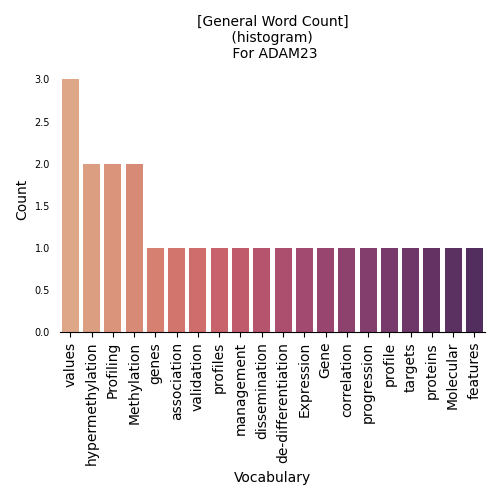 [General Word Count]
(histogram)
For ADAM23
Count
3.0
2.5
2.0
1.5
1.0
0.5
0.0
values
hypermethylation
Profiling
Methylation
genes
association
validation
profiles
management
dissemination
de-differentiation
Expression
Gene
correlation
progression
profile
targets
proteins
Molecular
features
Vocabulary